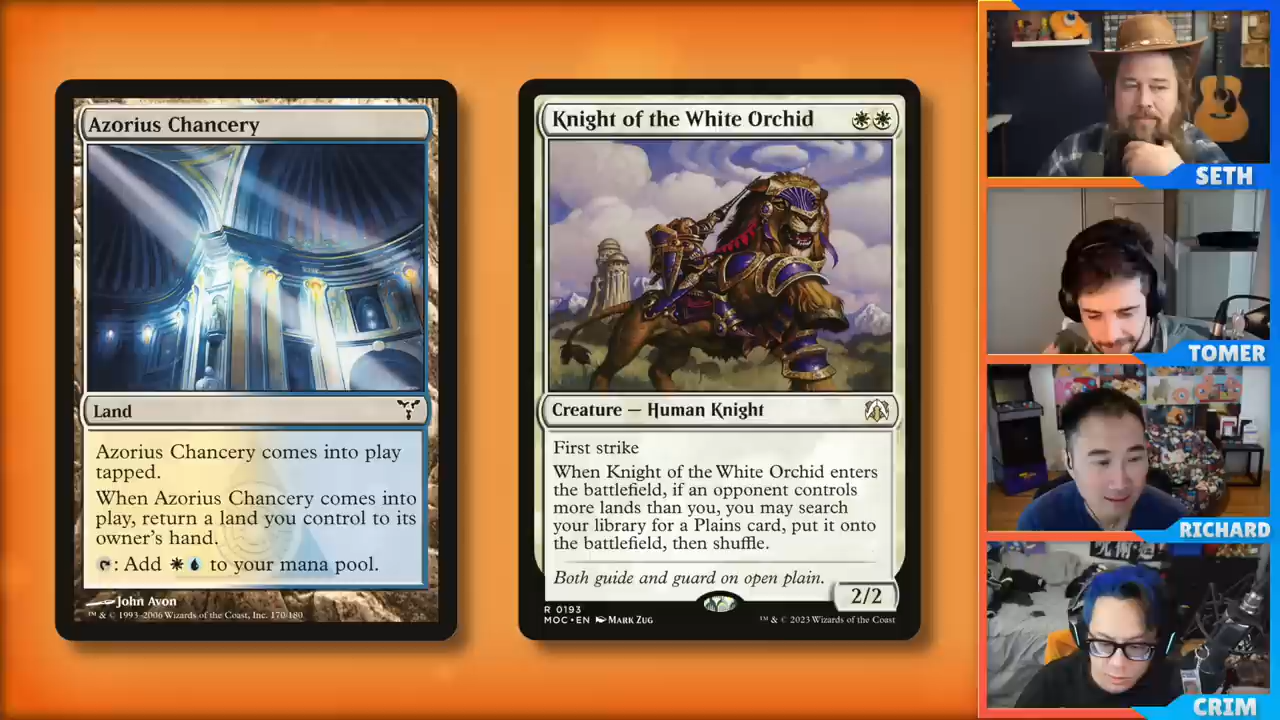 Azorius Chancery
Land
Azorius Chancery comes into play
tapped.
When Azorius Chancery comes into
play, return a land you control to its
owner's hand.
: Add to your mana pool.
John Avon
™ & © 1993–2006 Wizards of the Coast, Inc. 170/180
Knight of the White Orchid
Creature — Human Knight
First strike
When Knight of the White Orchid enters
the battlefield, if an opponent controls
more lands than you, you may search
your library for a Plains card, put it onto
the battlefield, then shuffle.
Both guide and guard on open plain.
2/2
R 0193
MOC • EN Mark Zug
™ & © 2023 Wizards of the Coast
SETH
TOMER
RICHARD
CRIM